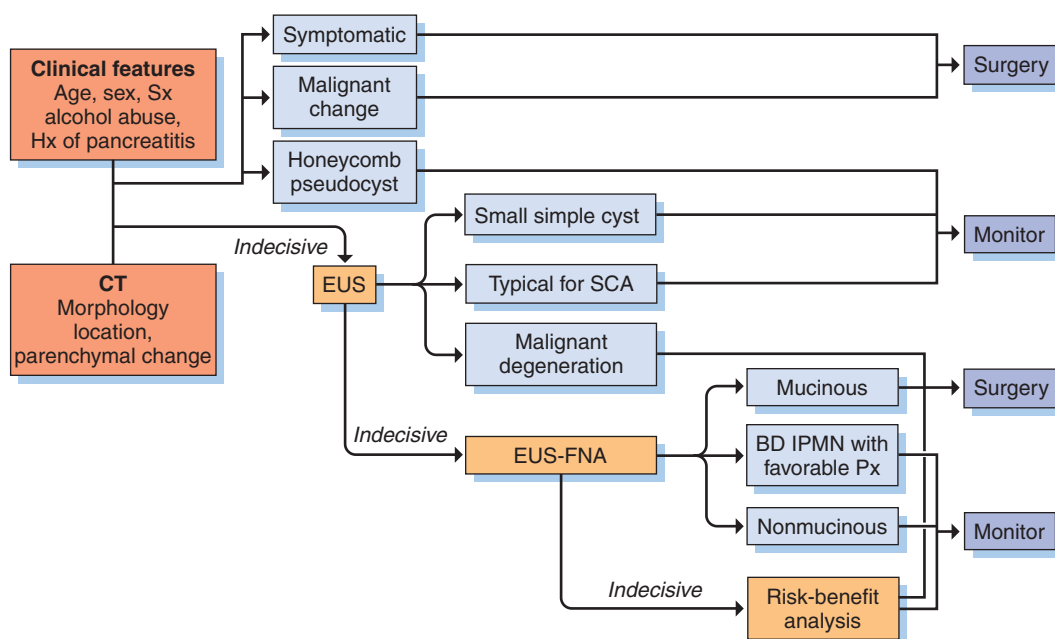 Clinical features
Age, sex, Sx
alcohol abuse,
Hx of pancreatitis
CT
Morphology
location,
parenchymal change
Symptomatic
Malignant
change
Honeycomb
pseudocyst
Surgery
Indecisive
EUS
Small simple cyst
Typical for SCA
Malignant
degeneration
Monitor
Indecisive
EUS-FNA
Mucinous
BD IPMN with
favorable Px
Nonmucinous
Surgery
Monitor
Indecisive
Risk-benefit
analysis